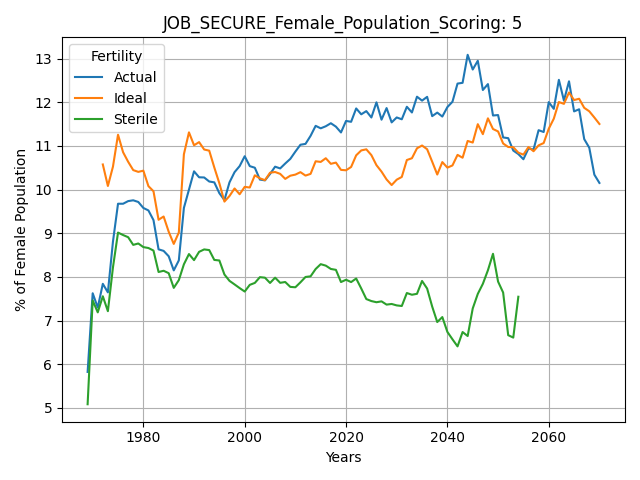 JOB_SECURE_Female_Population_Scoring: 5
Fertility
Actual
Ideal
Sterile
% of Female Population
13
12
11
10
9
8
7
6
5
1980 2000 2020 2040 2060
Years